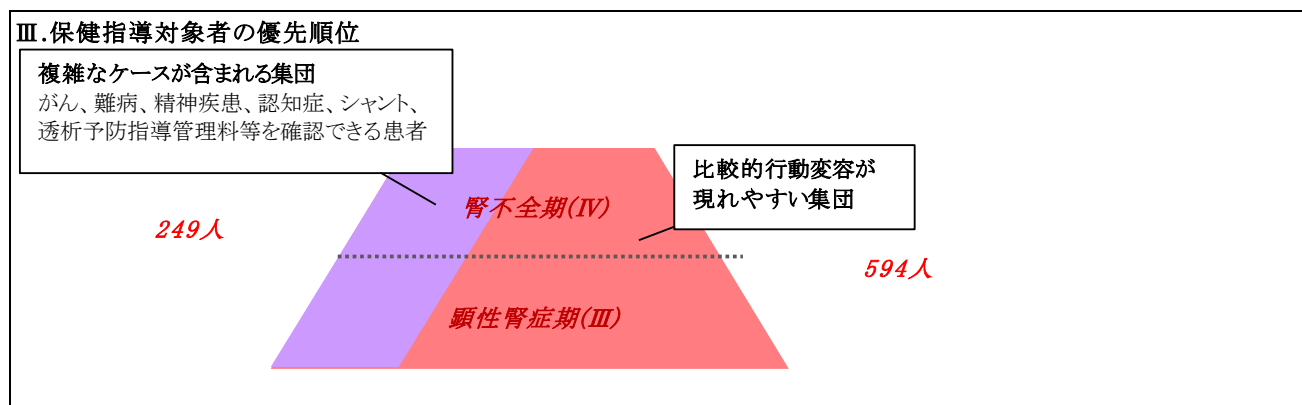 Ⅲ.保健指導対象者の優先順位
複雑なケースが含まれる集団
がん、難病、精神疾患、認知症、シャント、
透析予防指導管理料等を確認できる患者
比較的行動変容が
現れやすい集団
腎不全期(Ⅳ)
249人
594人
顕性腎症期(Ⅲ)